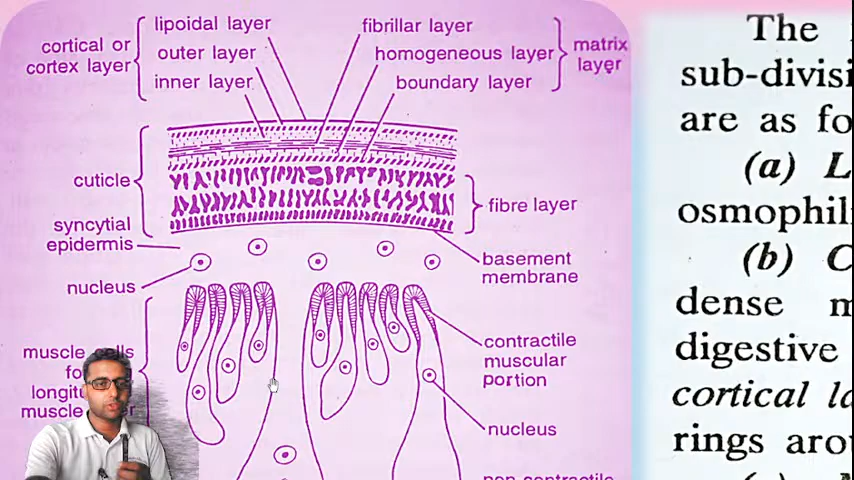 cortical or
cortex layer
lipoidal layer
outer layer
inner layer
fibrillar layer
homogeneous layer
boundary layer
matrix
layer
cuticle
fibre layer
syncytial
epidermis
basement
membrane
nucleus
contractile
muscular
portion
muscle
nucleus
The
sub-divisi
are as fo
(a) L
osmophil
(b) C
dense m
digestive
cortical la
rings aro